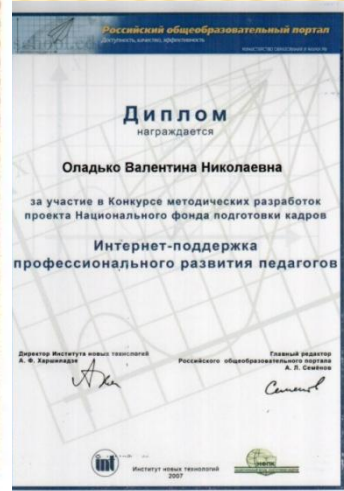 Российский общеобразовательный портал
Доступность, качество, эффективность
Диплом
награждается
Оладько Валентина Николаевна
за участие в Конкурсе методических разработок
проекта Национального фонда подготовки кадров
Интернет-поддержка
профессионального развития педагогов
Директор Института новых технологий
А. Ф. Харшиладзе
Главный редактор
Российского общеобразовательного портала
А. Л. Семёнов
int
Институт новых технологий
2007